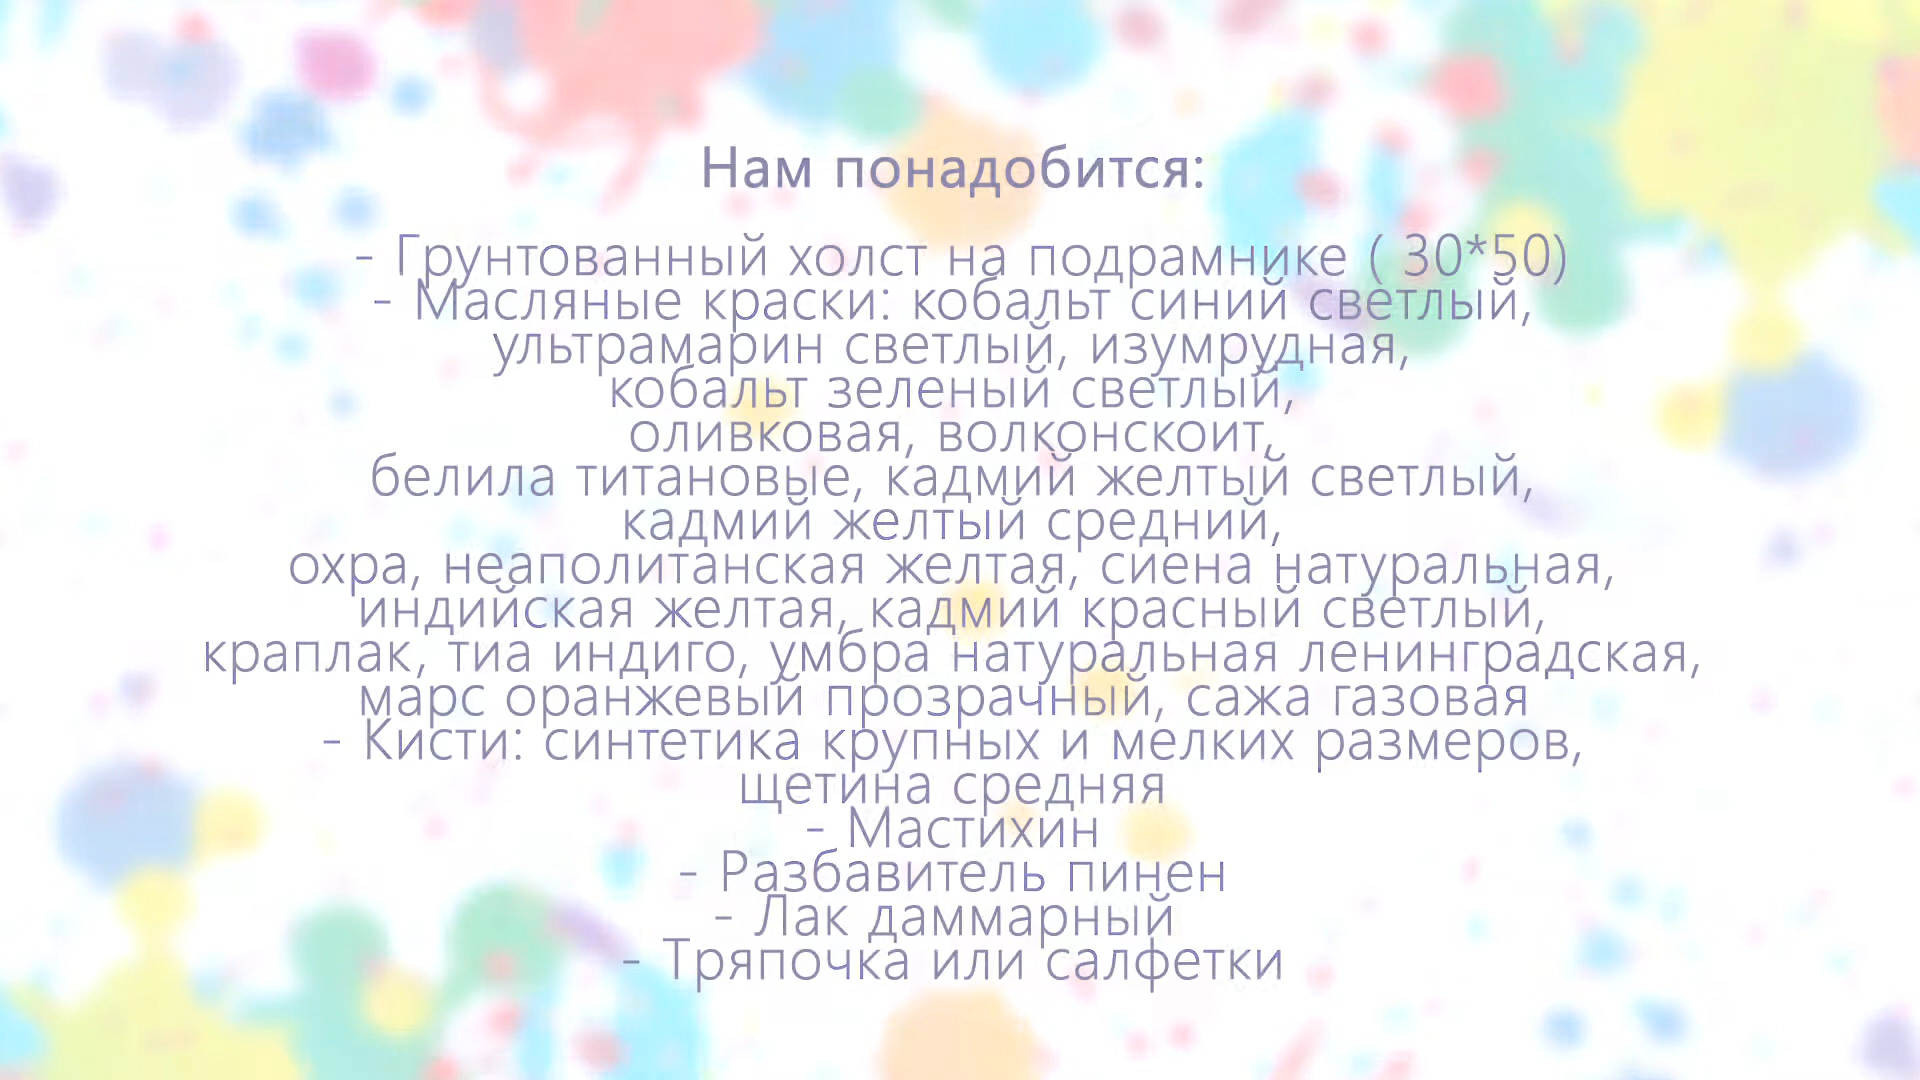 Нам понадобится:
- Грунтованный холст на подрамнике ( 30*50)
- Масляные краски: кобальт синий светлый,
ультрамарин светлый, изумрудная,
кобальт зеленый светлый,
оливковая, волконскоит,
белила титановые, кадмий желтый светлый,
кадмий желтый средний,
охра, неаполитанская желтая, сиена натуральная,
индийская желтая, кадмий красный светлый,
краплак, тиа индиго, умбра натуральная ленинградская,
марс оранжевый прозрачный, сажа газовая
- Кисти: синтетика крупных и мелких размеров,
щетина средняя
- Мастихин
- Разбавитель пинен
- Лак даммарный
- Тряпочка или салфетки